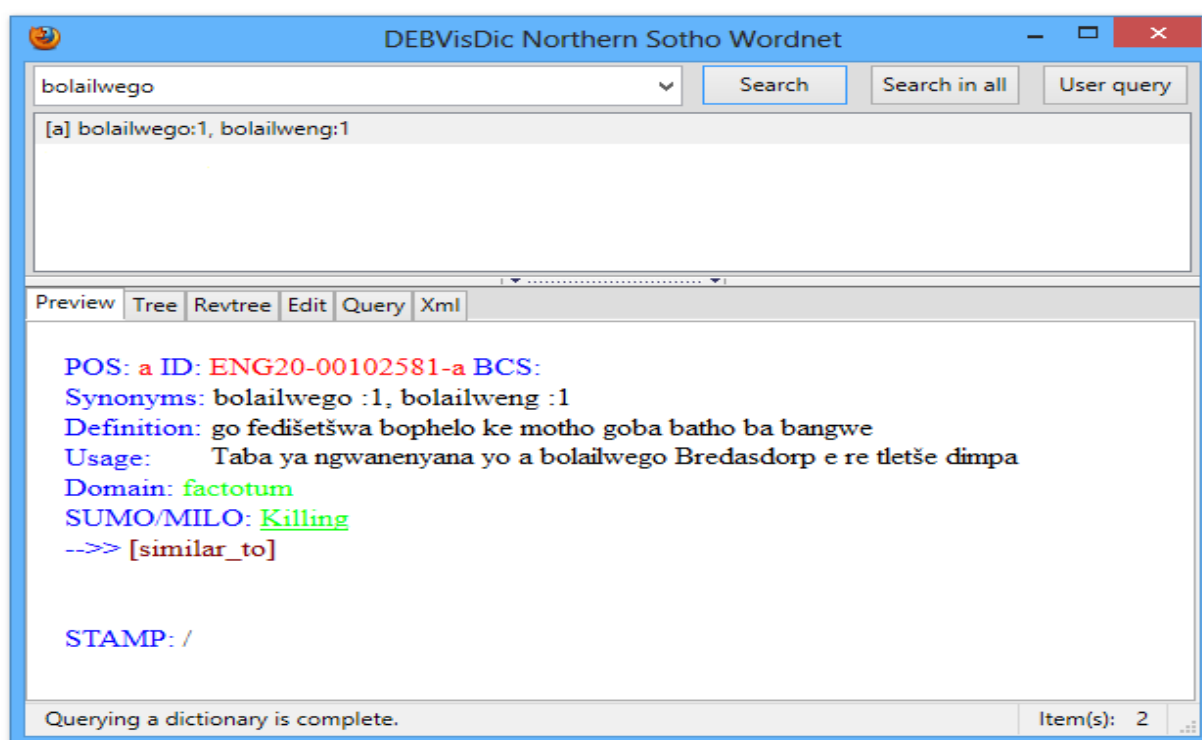 DEBVisDic Northern Sotho Wordnet
bolailwego Search Search in all User query
[a] bolailwego:1, bolailweng:1
Preview Tree Revtree Edit Query Xml
POS: a ID: ENG20-00102581-a BCS:
Synonyms: bolailwego :1, bolailweng :1
Definition: go fedišetšwa bophelo ke motho goba batho ba bangwe
Usage: Taba ya ngwanenyana yo a bolailwego Bredasdorp e re tletše dimpa
Domain: factotum
SUMO/MILO: Killing
-->> [similar_to]
STAMP: /
Querying a dictionary is complete. Item(s): 2